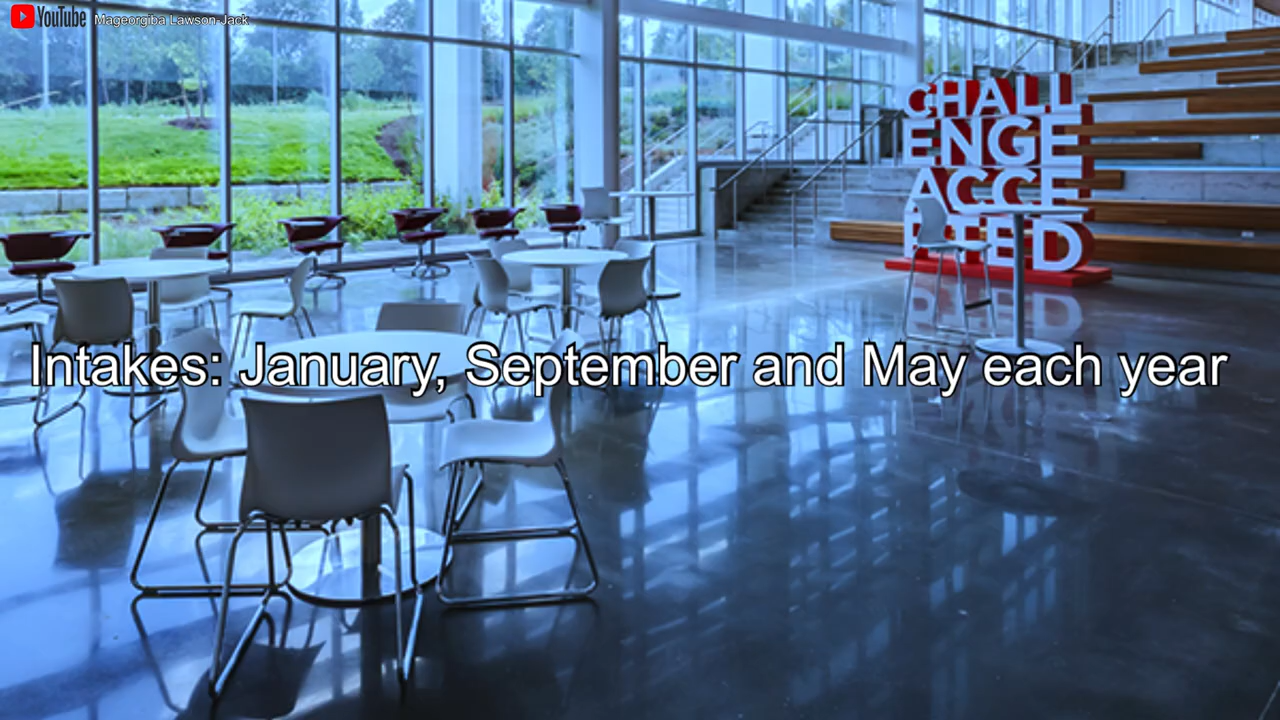 YouTube Mageorgiba Lawson-Jack
CHALL
ENGE
ACCE
PTED
Intakes: January, September and May each year